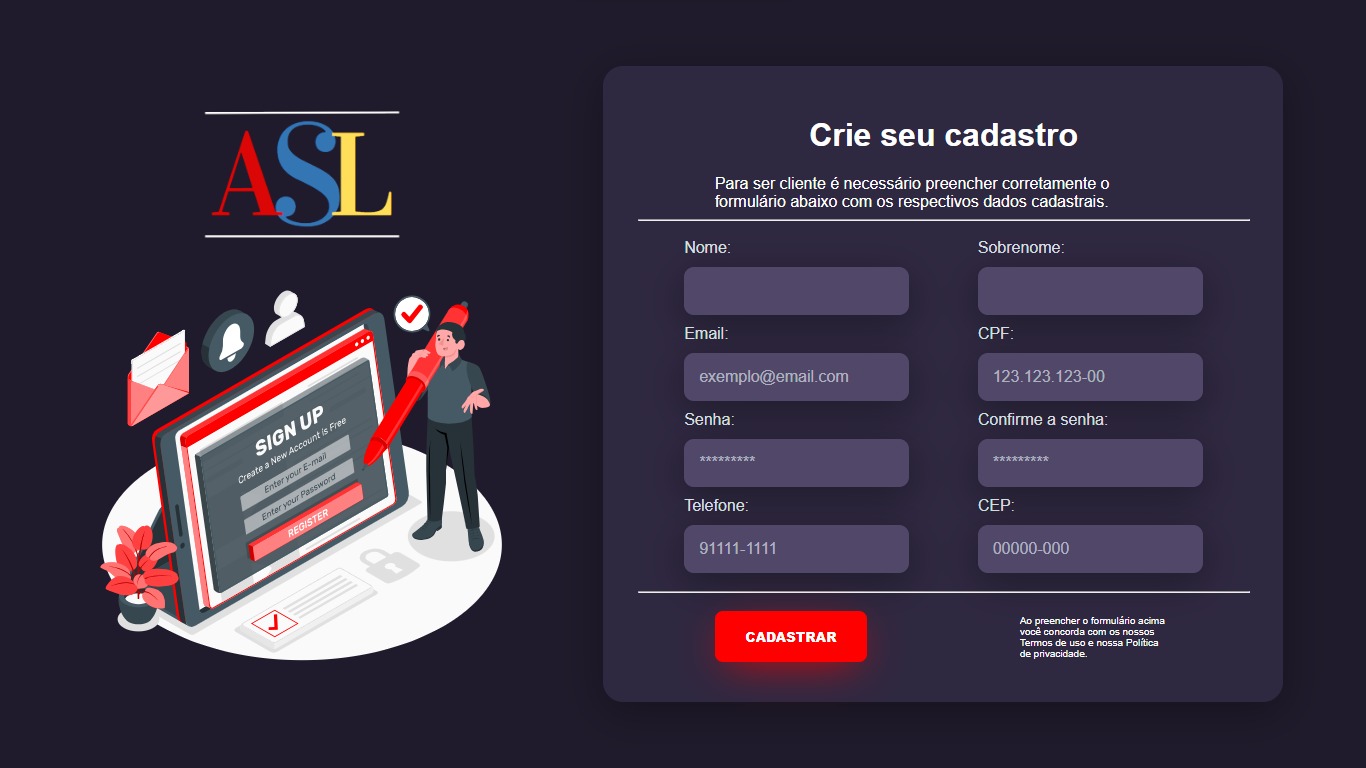 ASL
SIGN UP
Create a New Account is Free
Enter your E-mail
Enter your Password
REGISTER
Crie seu cadastro
Para ser cliente é necessário preencher corretamente o
formulário abaixo com os respectivos dados cadastrais.
Nome:
Sobrenome:
Email:
CPF:
exemplo@email.com
123.123.123-00
Senha:
Confirme a senha:
*********
*********
Telefone:
CEP:
91111-1111
00000-000
CADASTRAR
Ao preencher o formulário acima
você concorda com os nossos
Termos de uso e nossa Política
de privacidade.